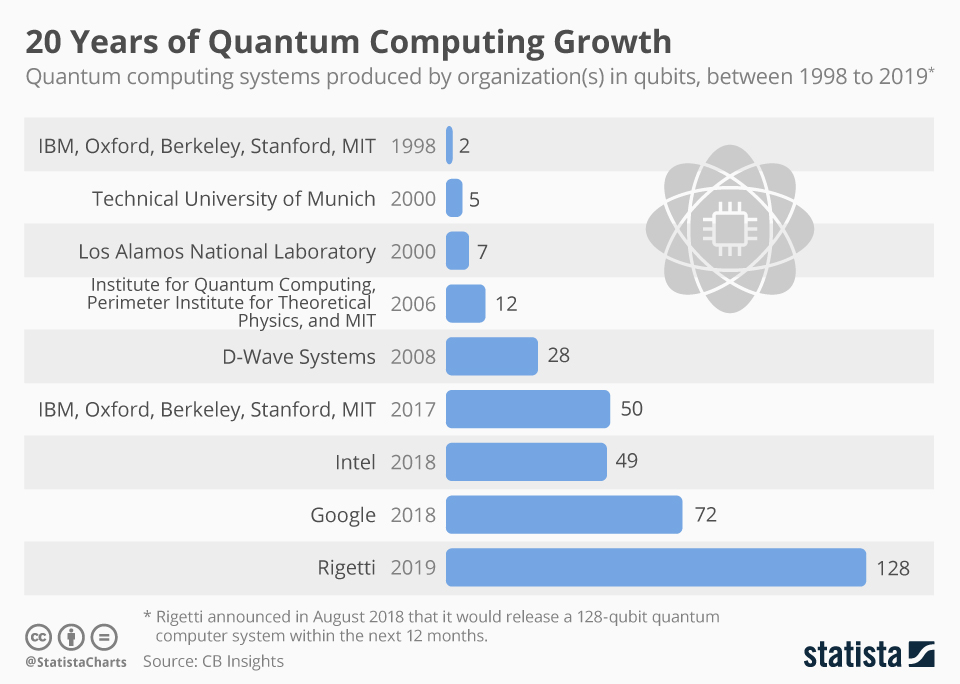 20 Years of Quantum Computing Growth
Quantum computing systems produced by organization(s) in qubits, between 1998 to 2019*
IBM, Oxford, Berkeley, Stanford, MIT 1998 2
Technical University of Munich 2000 5
Los Alamos National Laboratory 2000 7
Institute for Quantum Computing,
Perimeter Institute for Theoretical
Physics, and MIT 2006 12
D-Wave Systems 2008 28
IBM, Oxford, Berkeley, Stanford, MIT 2017 50
Intel 2018 49
Google 2018 72
Rigetti 2019 128
* Rigetti announced in August 2018 that it would release a 128-qubit quantum
computer system within the next 12 months.
cc
@StatistaCharts Source: CB Insights
statista